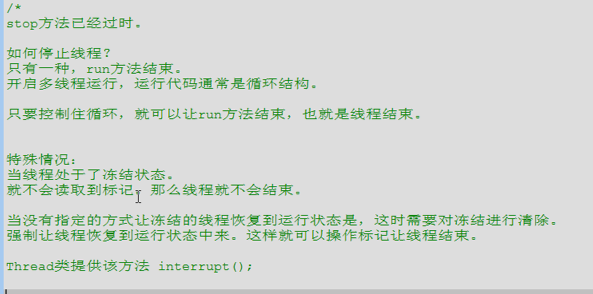 /*
stop方法已经过时。
如何停止线程？
只有一种，run方法结束。
开启多线程运行，运行代码通常是循环结构。
只要控制住循环，就可以让run方法结束，也就是线程结束。
特殊情况：
当线程处于了冻结状态。
就不会读取到标记。那么线程就不会结束。
当没有指定的方式让冻结的线程恢复到运行状态是，这时需要对冻结进行清除。
强制让线程恢复到运行状态中来。这样就可以操作标记让线程结束。
Thread类提供该方法 interrupt();